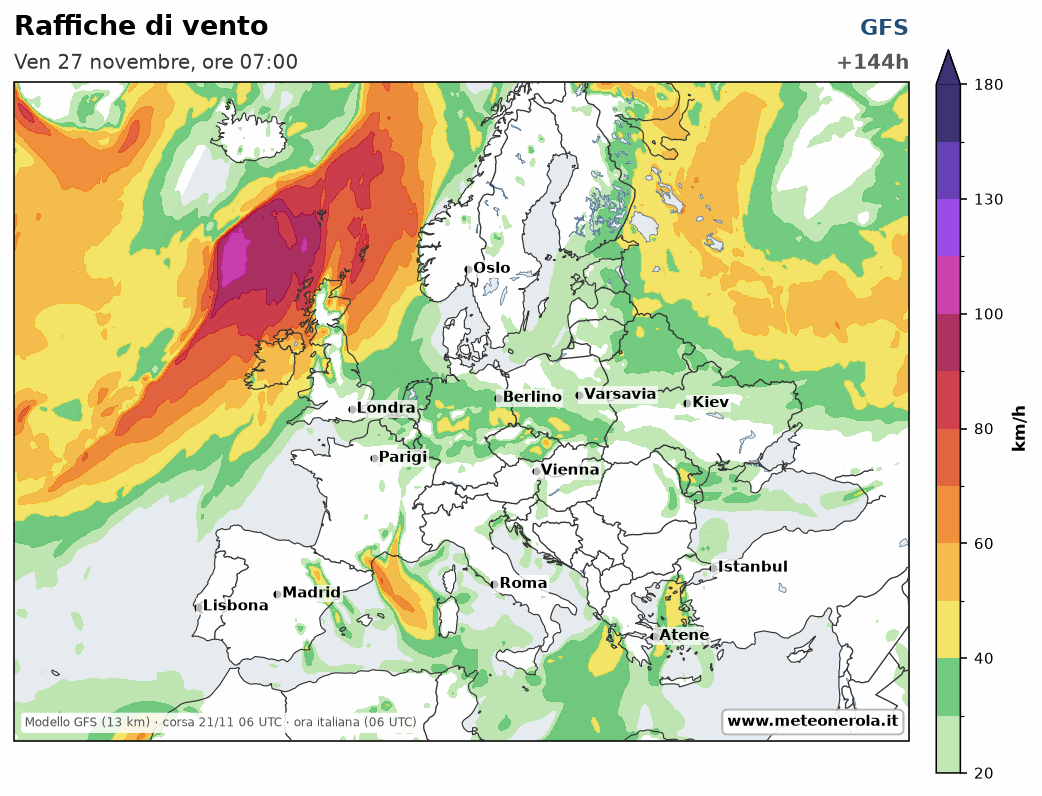 Raffiche di vento
GFS
Ven 27 novembre, ore 07:00
+144h
180
130
100
80
60
40
20
km/h
Oslo
Berlino
Varsavia
Kiev
Londra
Parigi
Vienna
Istanbul
Roma
Madrid
Lisbona
Atene
Modello GFS (13 km) · corsa 21/11 06 UTC · ora italiana (06 UTC)
www.meteonerola.it